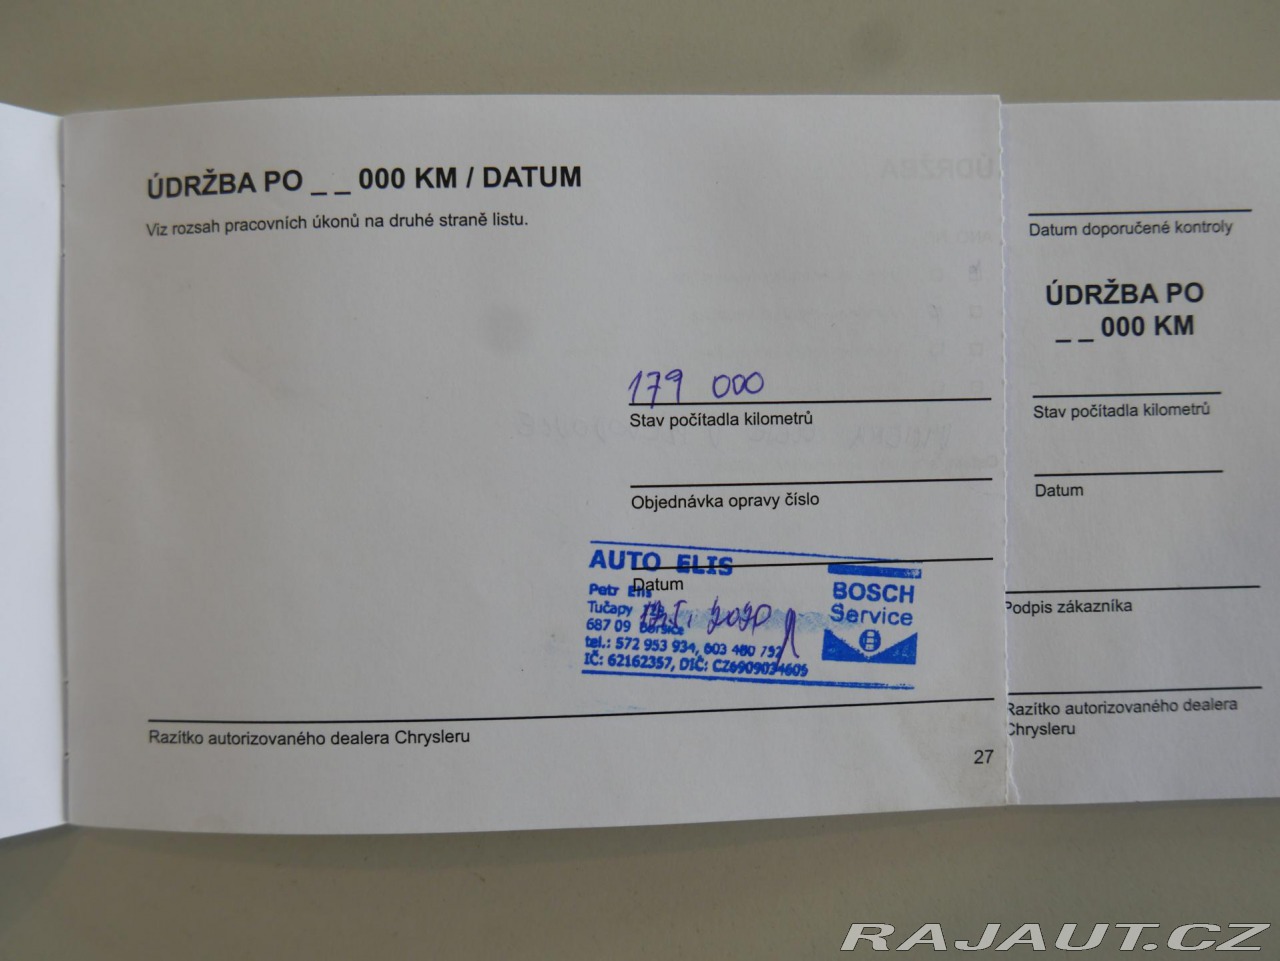 ÚDRŽBA PO _ _ 000 KM / DATUM
Viz rozsah pracovních úkonů na druhé straně listu.
179 000
Stav počítadla kilometrů
Objednávka opravy číslo
Datum
AUTO ELIS
Petr Elis
Tučapy
687 09 Boršice
tel.: 572 953 934, 603 480 792
IČ: 62162357, DIČ: CZ6909034605
BOSCH
Service
Razítko autorizovaného dealera Chrysleru
27
Datum doporučené kontroly
ÚDRŽBA PO
_ _ 000 KM
Stav počítadla kilometrů
Datum
Podpis zákazníka
Razítko autorizovaného dealera
Chrysleru
RAJAUT.CZ